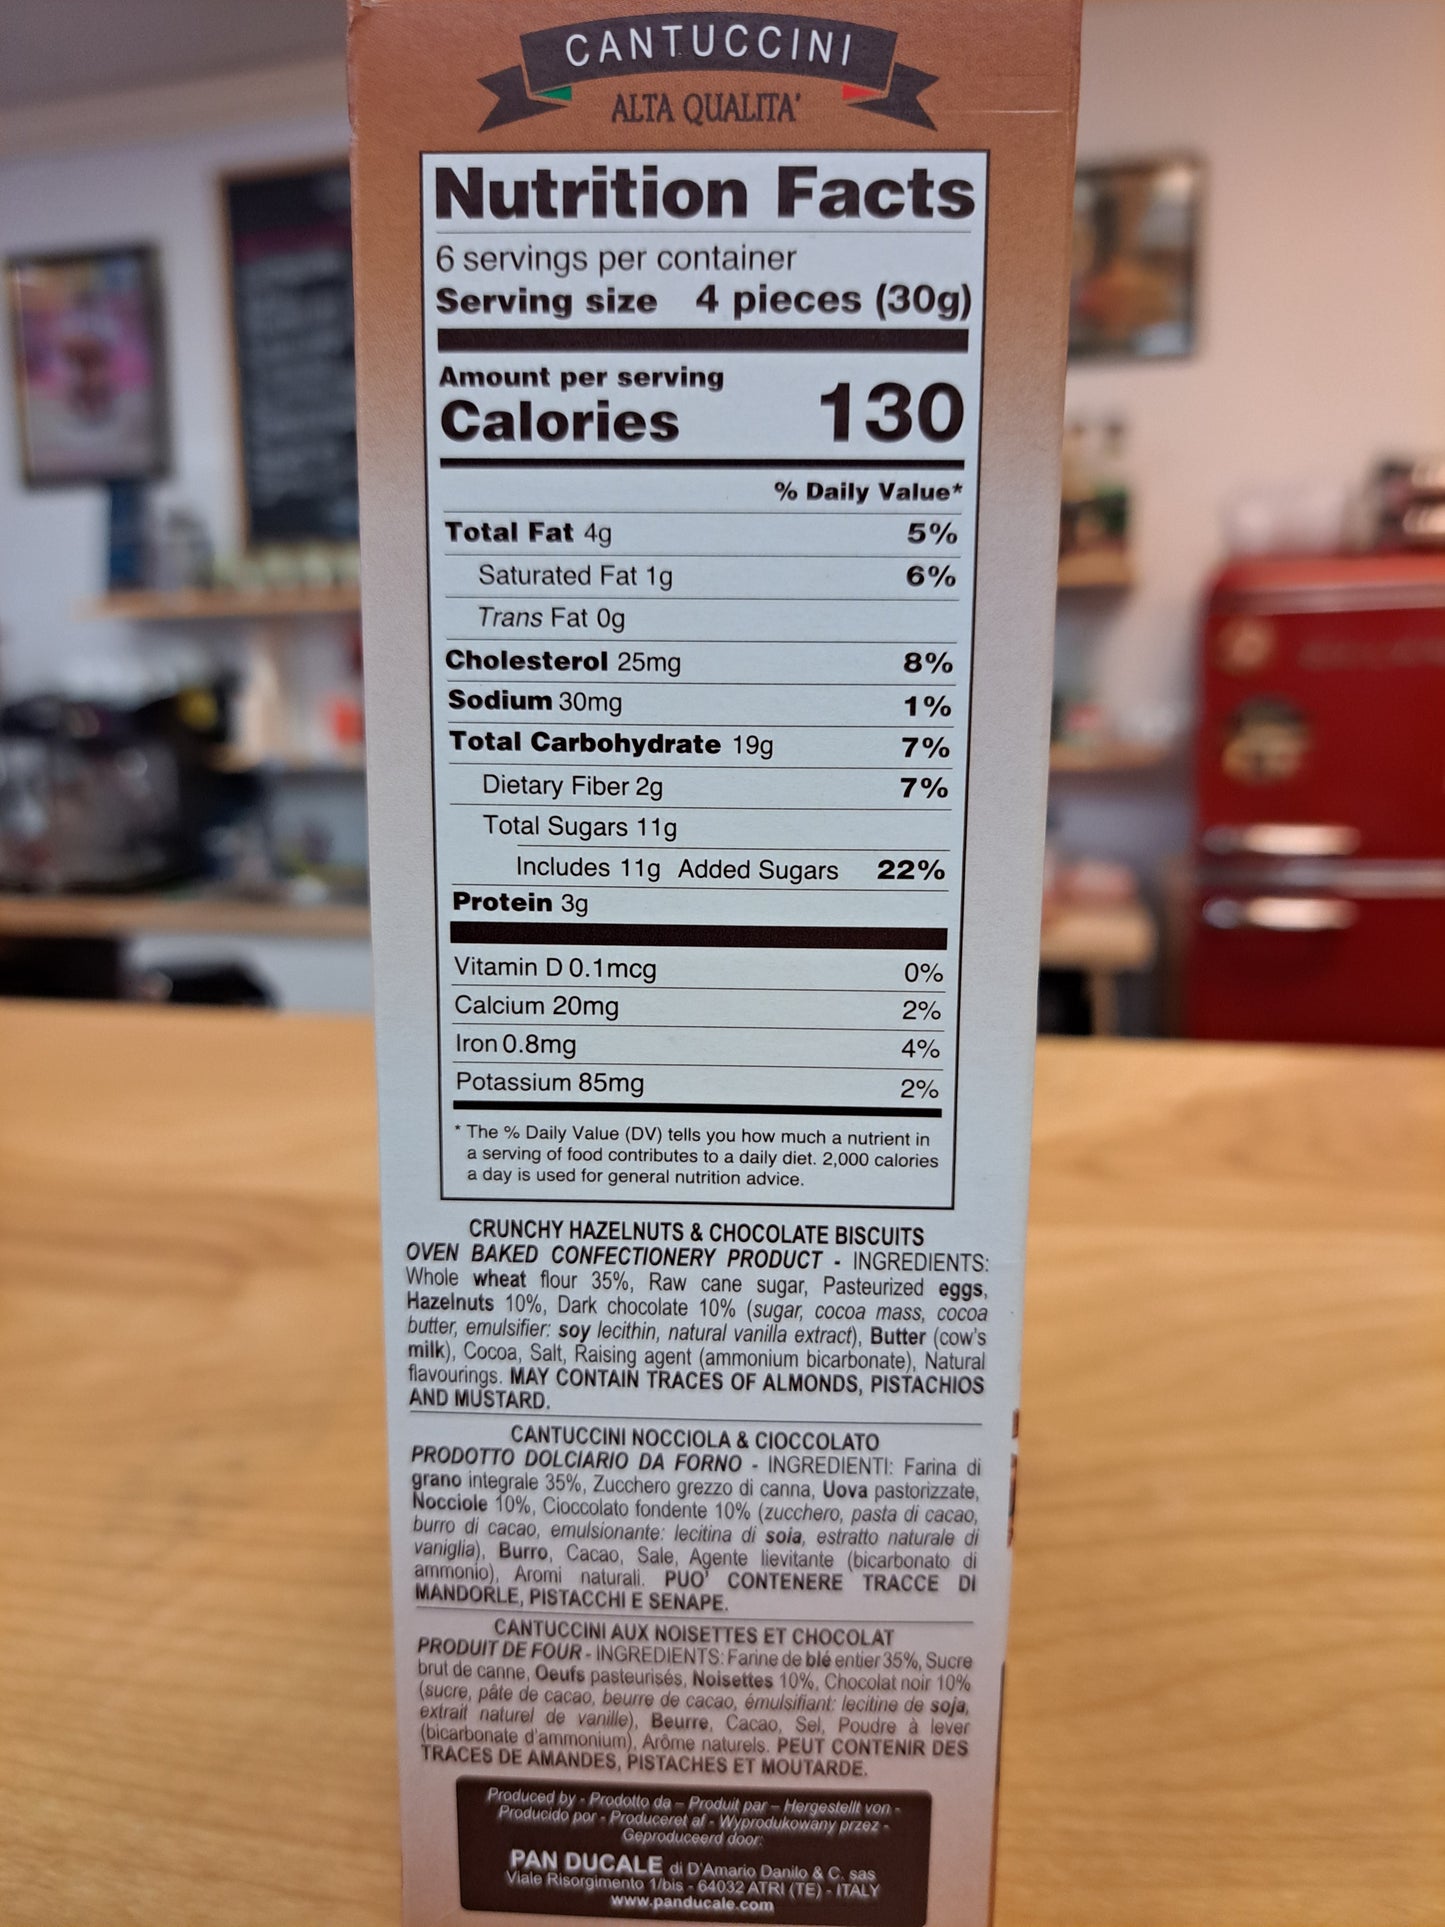 CANTUCCINI
ALTA QUALITA'
Nutrition Facts
6 servings per container
Serving size 4 pieces (30g)
Amount per serving
Calories 130
% Daily Value*
Total Fat 4g 5%
Saturated Fat 1g 6%
Trans Fat 0g
Cholesterol 25mg 8%
Sodium 30mg 1%
Total Carbohydrate 19g 7%
Dietary Fiber 2g 7%
Total Sugars 11g
Includes 11g Added Sugars 22%
Protein 3g
Vitamin D 0.1mcg 0%
Calcium 20mg 2%
Iron 0.8mg 4%
Potassium 85mg 2%
* The % Daily Value (DV) tells you how much a nutrient in
a serving of food contributes to a daily diet. 2,000 calories
a day is used for general nutrition advice.
CRUNCHY HAZELNUTS & CHOCOLATE BISCUITS
OVEN BAKED CONFECTIONERY PRODUCT - INGREDIENTS:
Whole wheat flour 35%, Raw cane sugar, Pasteurized eggs,
Hazelnuts 10%, Dark chocolate 10% (sugar, cocoa mass, cocoa
butter, emulsifier: soy lecithin, natural vanilla extract), Butter (cow's
milk), Cocoa, Salt, Raising agent (ammonium bicarbonate), Natural
flavourings. MAY CONTAIN TRACES OF ALMONDS, PISTACHIOS
AND MUSTARD.
CANTUCCINI NOCCIOLA & CIOCCOLATO
PRODOTTO DOLCIARIO DA FORNO - INGREDIENTI: Farina di
grano integrale 35%, Zucchero grezzo di canna, Uova pastorizzate,
Nocciole 10%, Cioccolato fondente 10% (zucchero, pasta di cacao,
burro di cacao, emulsionante: lecitina di soia, estratto naturale di
vaniglia), Burro, Cacao, Sale, Agente lievitante (bicarbonato di
ammonio), Aromi naturali. PUO' CONTENERE TRACCE DI
MANDORLE, PISTACCHI E SENAPE.
CANTUCCINI AUX NOISETTES ET CHOCOLAT
PRODUIT DE FOUR - INGREDIENTS: Farine de blé entier 35%, Sucre
brut de canne, Oeufs pasteurisés, Noisettes 10%, Chocolat noir 10%
(sucre, pâte de cacao, beurre de cacao, émulsifiant: lecitine de soja,
extrait naturel de vanille), Beurre, Cacao, Sel, Poudre à lever
(bicarbonate d'ammonium), Arôme naturels. PEUT CONTENIR DES
TRACES DE AMANDES, PISTACHES ET MOUTARDE.
Produced by - Prodotto da – Produit par – Hergestellt von -
Producido por - Produceret af - Wyprodukowany przez -
Geproduceerd door:
PAN DUCALE di D'Amario Danilo & C. sas
Viale Risorgimento 1/bis - 64032 ATRI (TE) - ITALY
www.panducale.com